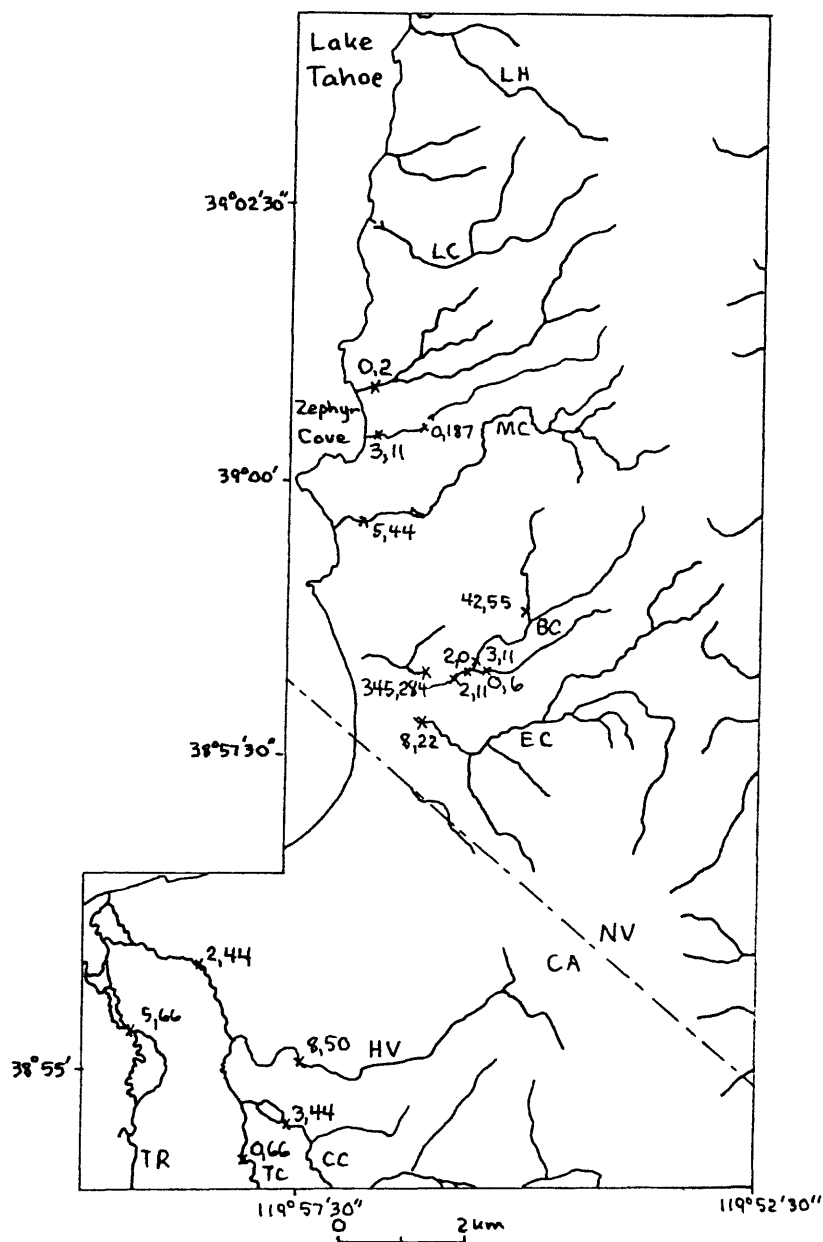 Lake
Tahoe
LH
39°02'30"
LC
0,2
Zephyr
Cove
0,187
MC
3,11
39°00'
5,44
42,55
BC
2,0
3,11
345,284
2,11
0,6
8,22
EC
38°57'30"
NV
CA
2,44
5,66
8,50
HV
38°55'
3,44
0,66
TR
TC
CC
119°57'30"
119°52'30"
0
2 km